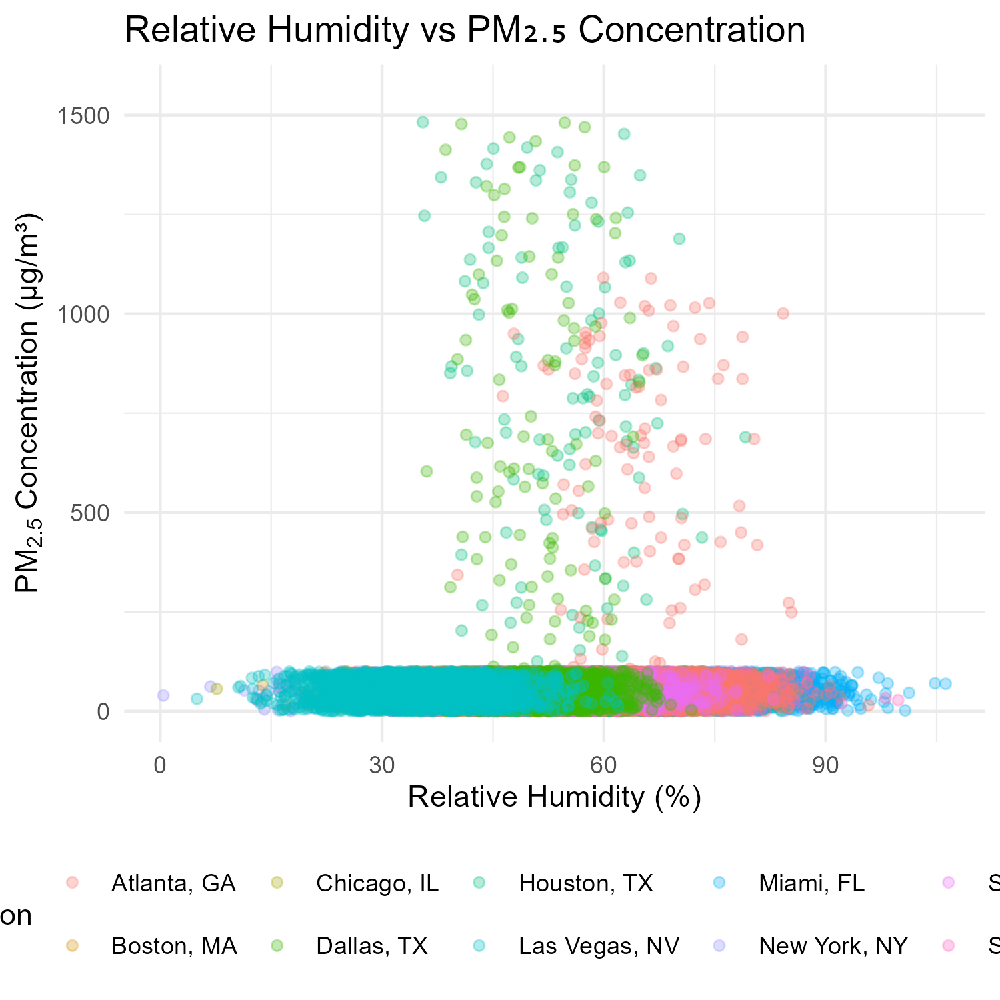 Relative Humidity vs PM₂.₅ Concentration
PM₂.₅ Concentration (µg/m³)
1500
1000
500
0
0 30 60 90
Relative Humidity (%)
on
Atlanta, GA Chicago, IL Houston, TX Miami, FL S
Boston, MA Dallas, TX Las Vegas, NV New York, NY S